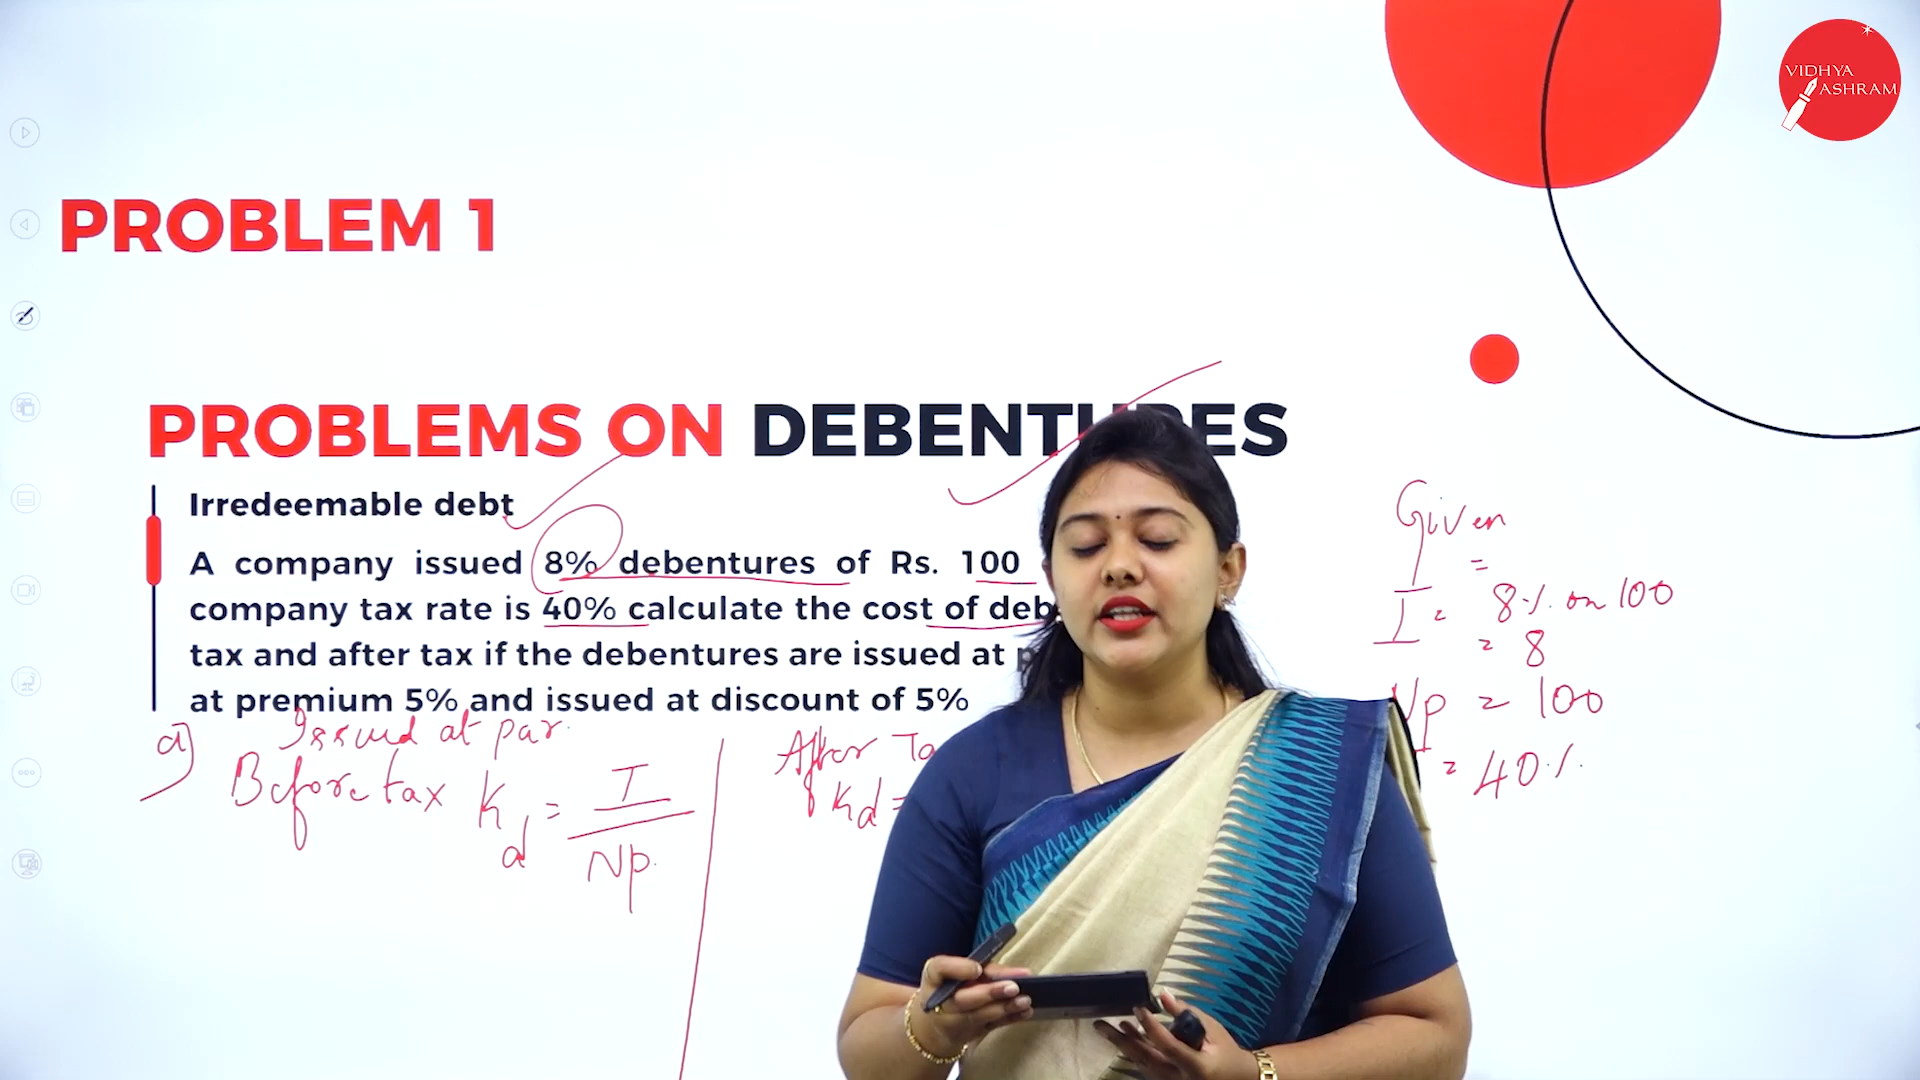 VIDHYA
ASHRAM
PROBLEM 1
PROBLEMS ON DEBENTURES
Irredeemable debt
A company issued 8% debentures of Rs. 100
company tax rate is 40% calculate the cost of deb
tax and after tax if the debentures are issued at p
at premium 5% and issued at discount of 5%
Given
=
I = 8% on 100
= 8
Np = 100
= 40%
a) Issued at par.
Before tax Kd = I
Np.
After Ta
Kd =